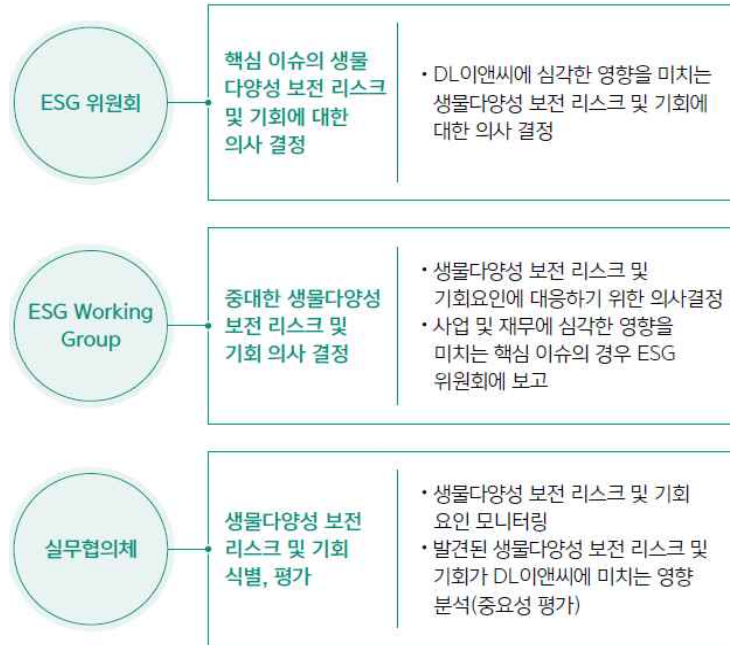 ESG 위원회
핵심 이슈의 생물
다양성 보전 리스크
및 기회에 대한
의사 결정
• DL이앤씨에 심각한 영향을 미치는
생물다양성 보전 리스크 및 기회에
대한 의사 결정
ESG Working
Group
중대한 생물다양성
보전 리스크 및
기회 의사 결정
• 생물다양성 보전 리스크 및
기회요인에 대응하기 위한 의사결정
• 사업 및 재무에 심각한 영향을
미치는 핵심 이슈의 경우 ESG
위원회에 보고
실무협의체
생물다양성 보전
리스크 및 기회
식별, 평가
• 생물다양성 보전 리스크 및 기회
요인 모니터링
• 발견된 생물다양성 보전 리스크 및
기회가 DL이앤씨에 미치는 영향
분석(중요성 평가)